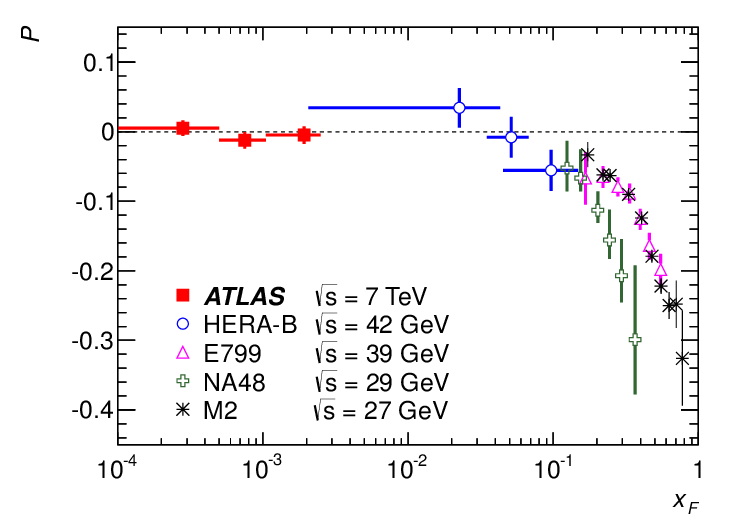 P
0.1
0
-0.1
-0.2
-0.3
-0.4
ATLAS √s = 7 TeV
HERA-B √s = 42 GeV
E799 √s = 39 GeV
NA48 √s = 29 GeV
M2 √s = 27 GeV
10⁻⁴ 10⁻³ 10⁻² 10⁻¹ 1
x_F